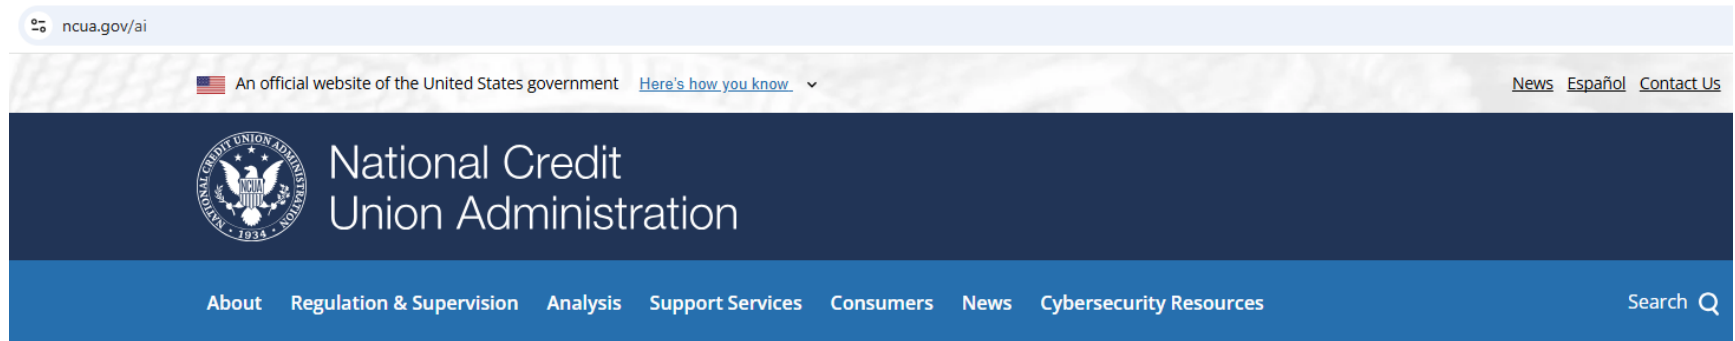 ncua.gov/ai
An official website of the United States government Here's how you know
News Español Contact Us
NATIONAL CREDIT UNION ADMINISTRATION
NCUA
1934
National Credit
Union Administration
About Regulation & Supervision Analysis Support Services Consumers News Cybersecurity Resources
Search